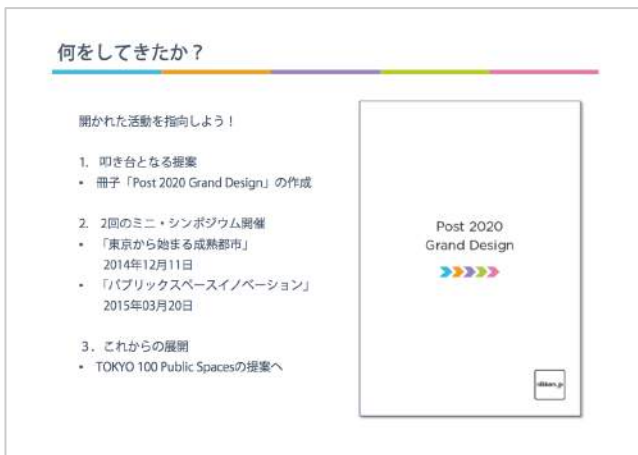 何をしてきたか？
開かれた活動を指向しよう！
1. 叩き台となる提案
• 冊子「Post 2020 Grand Design」の作成
2. 2回のミニ・シンポジウム開催
• 「東京から始まる成熟都市」
2014年12月11日
• 「パブリックスペースイノベーション」
2015年03月20日
３．これからの展開
• TOKYO 100 Public Spacesの提案へ
Post 2020
Grand Design